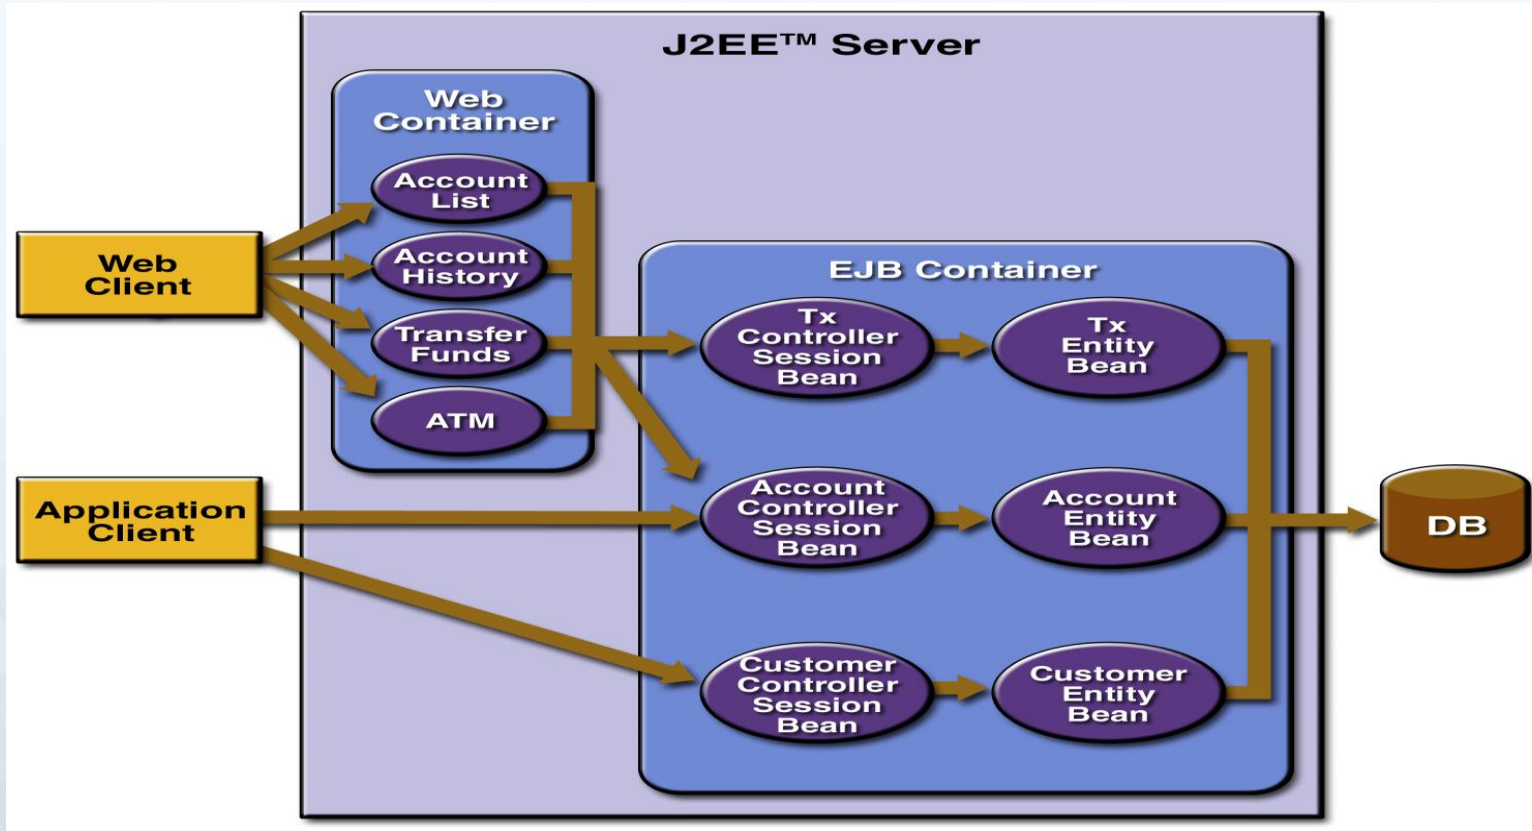 J2EE™ Server
Web
Container
Account
List
Account
History
Transfer
Funds
ATM
Web
Client
Application
Client
EJB Container
Tx
Controller
Session
Bean
Tx
Entity
Bean
Account
Controller
Session
Bean
Account
Entity
Bean
Customer
Controller
Session
Bean
Customer
Entity
Bean
DB